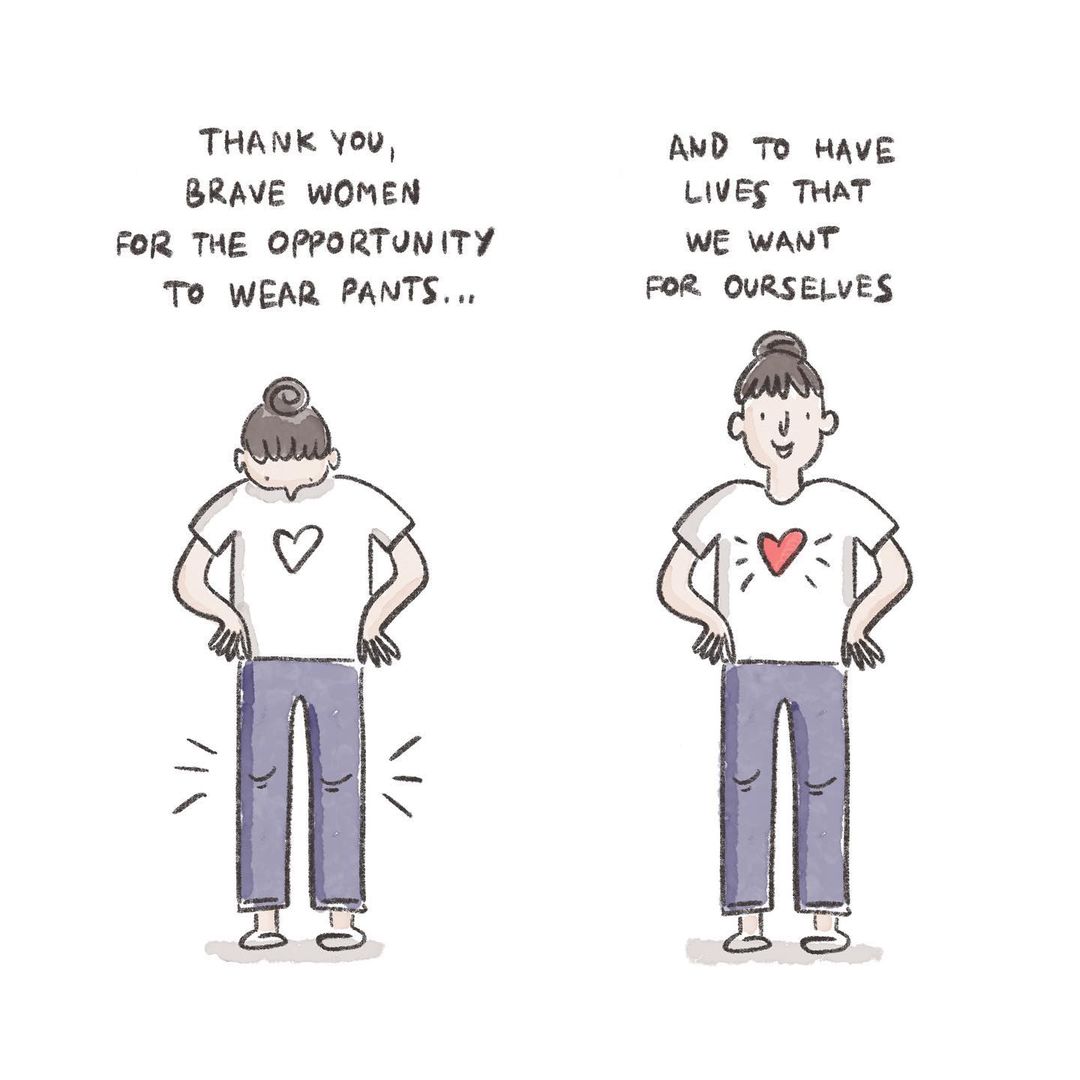 THANK YOU,
BRAVE WOMEN
FOR THE OPPORTUNITY
TO WEAR PANTS...
AND TO HAVE
LIVES THAT
WE WANT
FOR OURSELVES